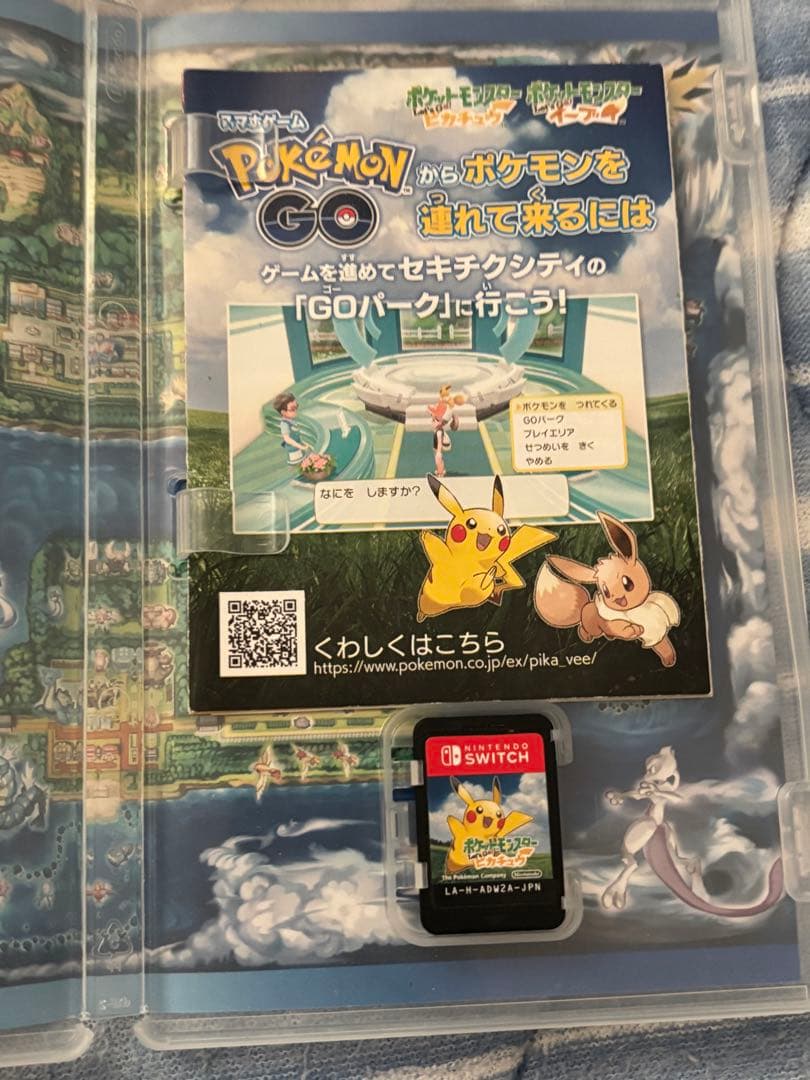 ポケットモンスター
Let's Go! ピカチュウ
ポケットモンスター
Let's Go! イーブイ
スマホゲーム
POKÉMON GO から ポケモンを
連れて来るには
つ
く
ゲームを進めてセキチクシティの
すす
「GOパーク」に行こう!
ゴー
い
ポケモンを つれてくる
GOパーク
プレイエリア
せつめいを きく
やめる
なにを しますか?
くわしくはこちら
https://www.pokemon.co.jp/ex/pika_vee/
NINTENDO
SWITCH
ポケットモンスター
Let's Go! ピカチュウ
The Pokémon Company
Nintendo
LA-H-ADW2A-JPN